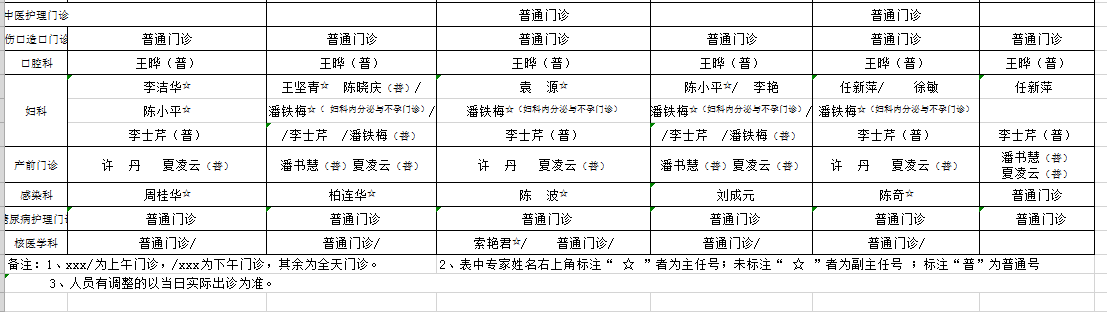 中医护理门诊 普通门诊 普通门诊
伤口造口门诊 普通门诊 普通门诊 普通门诊 普通门诊 普通门诊 普通门诊
口腔科 王晔（普） 王晔（普） 王晔（普） 王晔（普） 王晔（普） 王晔（普）
李洁华☆ 王坚青☆ 陈晓庆（普）/ 袁 源☆ 陈小平☆/ 李艳 任新萍/ 徐敏 任新萍
妇科 陈小平☆ 潘铁梅☆（ 妇科内分泌与不孕门诊）/ 潘铁梅☆（妇科内分泌与不孕门诊） 潘铁梅☆（妇科内分泌与不孕门诊）/ 潘铁梅☆（妇科内分泌与不孕门诊）
李士芹（普） /李士芹 /潘铁梅（普） 李士芹（普） /李士芹 /潘铁梅（普） 李士芹（普） 李士芹（普）
产前门诊 许 丹 夏凌云（普） 潘书慧（普）夏凌云（普） 许 丹 夏凌云（普） 潘书慧（普）夏凌云（普） 许 丹 夏凌云（普） 潘书慧（普）
夏凌云（普）
感染科 周桂华☆ 柏连华☆ 陈 波☆ 刘成元 陈奇☆ 普通门诊
尿病护理门诊 普通门诊 普通门诊 普通门诊 普通门诊 普通门诊 普通门诊
核医学科 普通门诊/ 普通门诊/ 索艳君☆/ 普通门诊/ 普通门诊/ 普通门诊/
备注：1、xxx/为上午门诊，/xxx为下午门诊，其余为全天门诊。 2、表中专家姓名右上角标注“ ☆ ”者为主任号；未标注“ ☆ ”者为副主任号 ；标注“普”为普通号
3、人员有调整的以当日实际出诊为准。